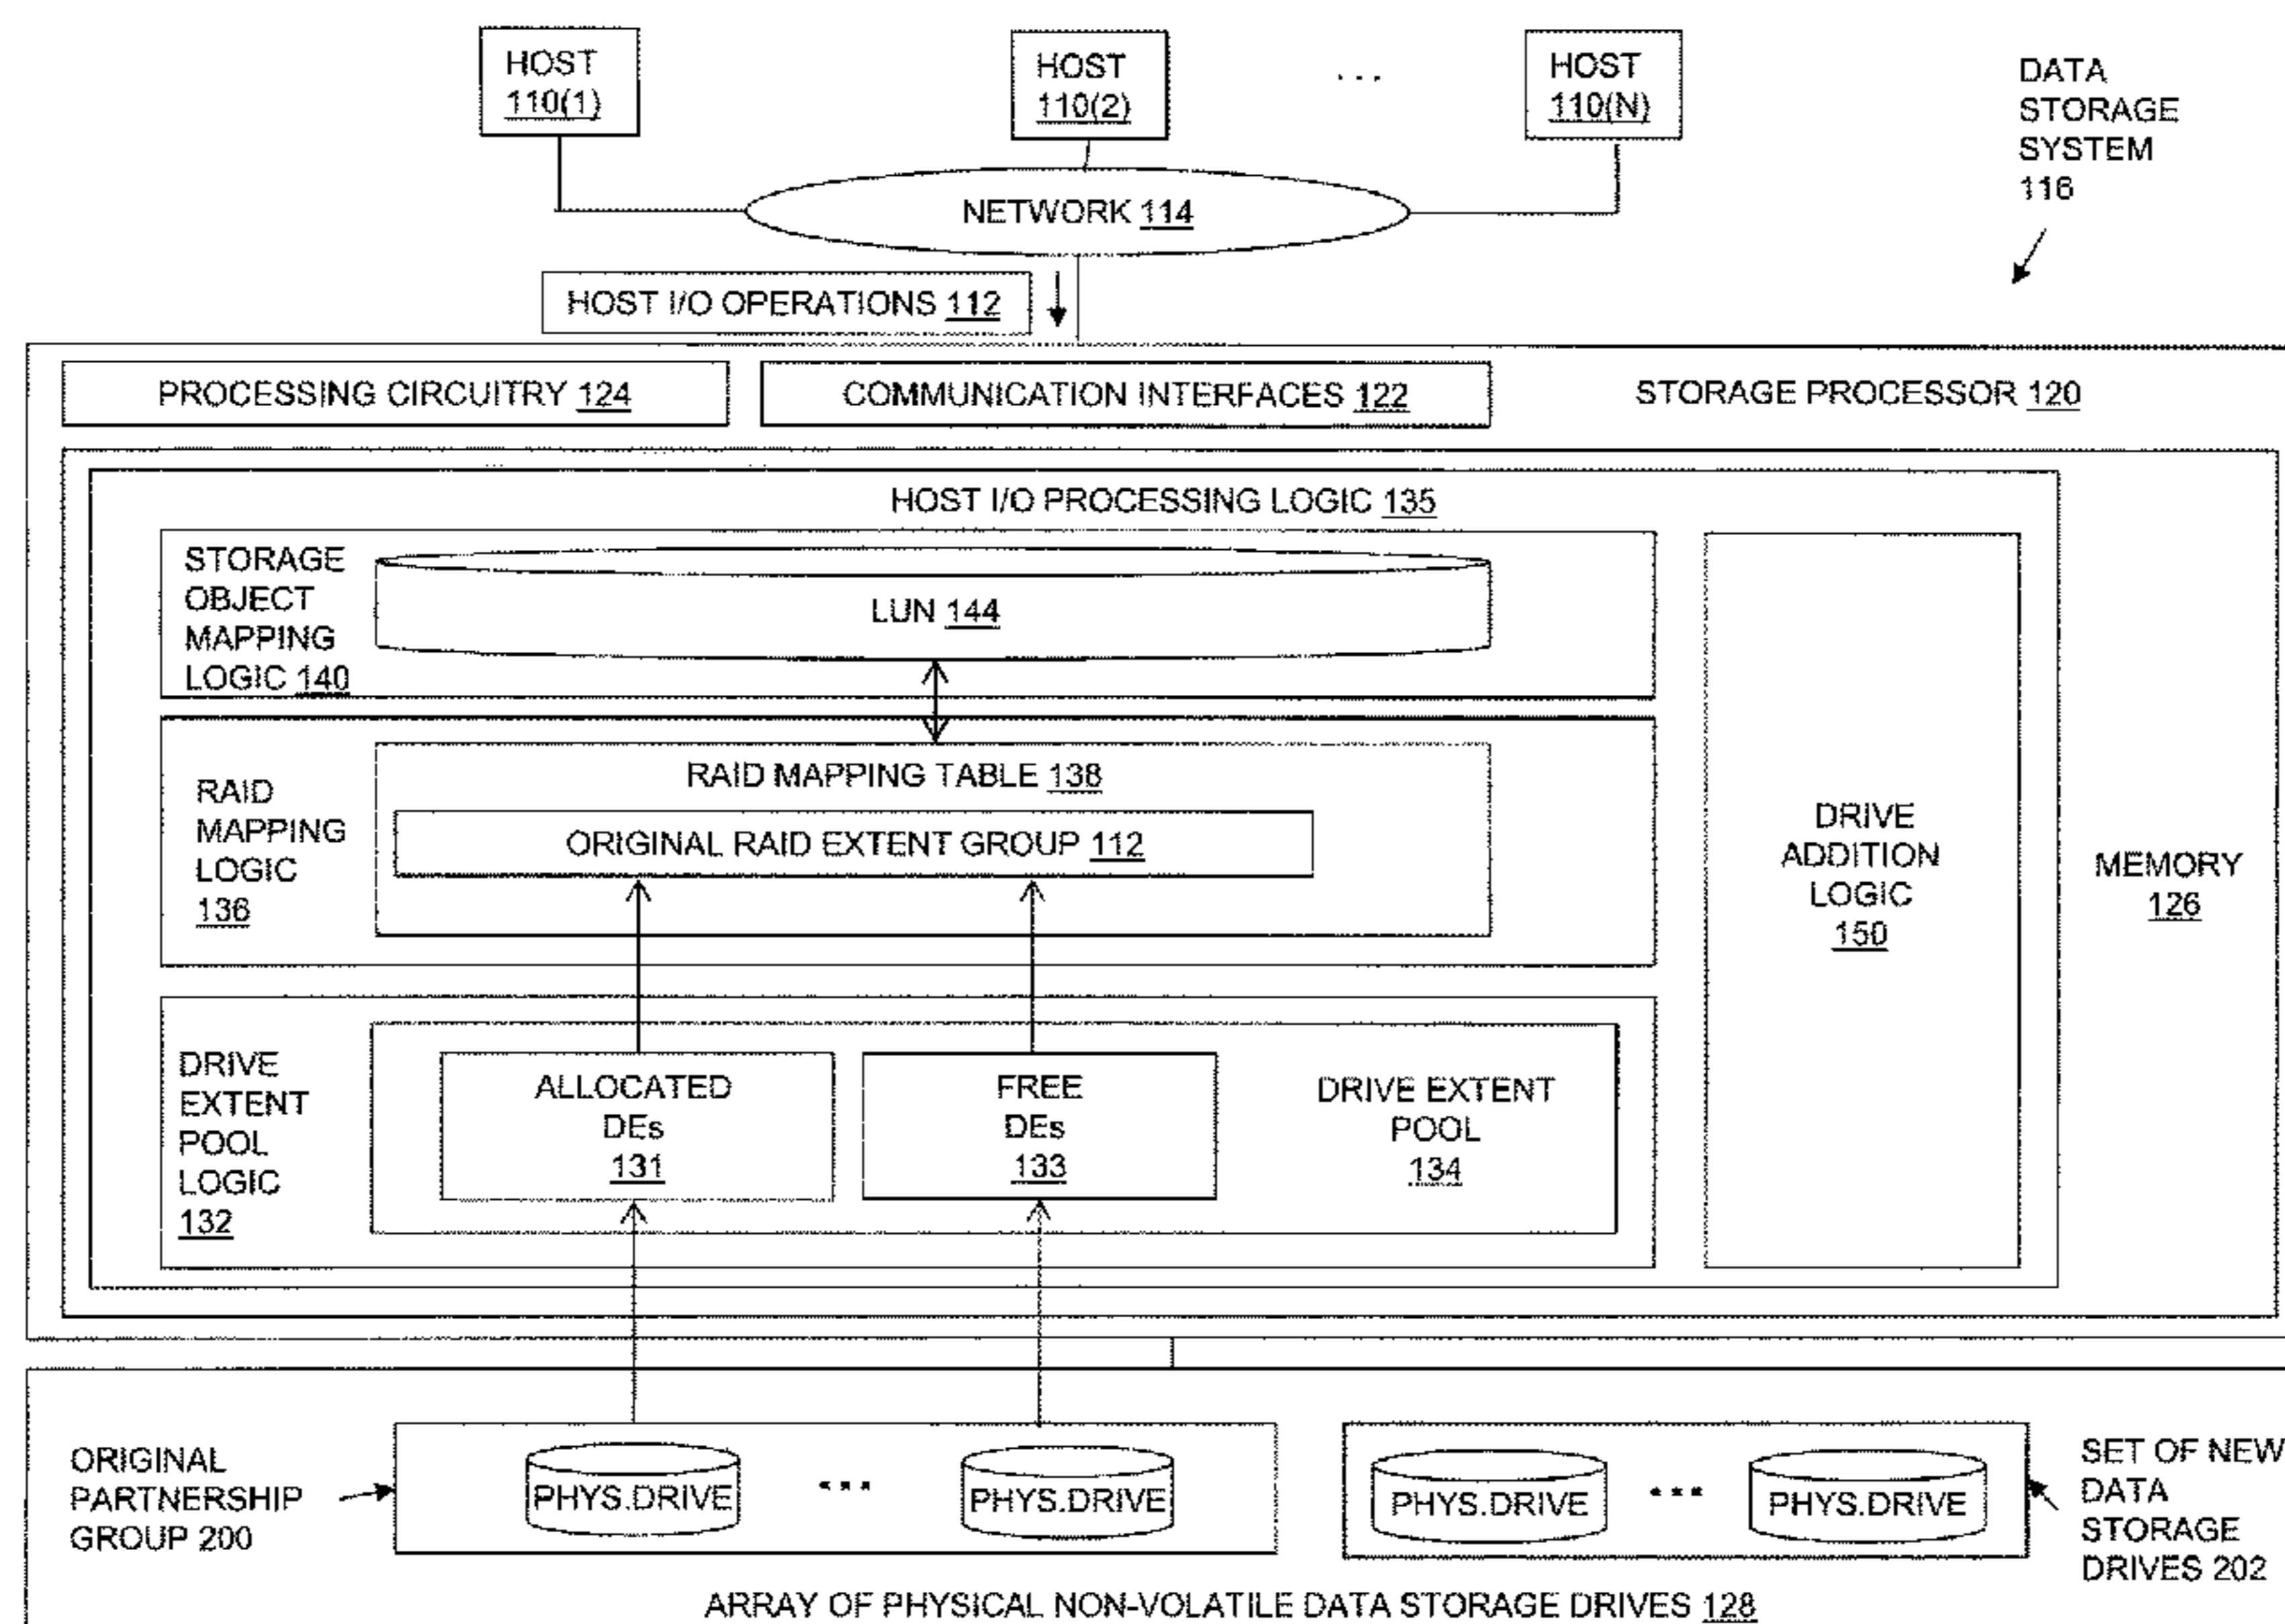 HOST
110(1)
HOST
110(2)
...
HOST
110(N)
DATA
STORAGE
SYSTEM
116
NETWORK 114
HOST I/O OPERATIONS 112
PROCESSING CIRCUITRY 124
COMMUNICATION INTERFACES 122
STORAGE PROCESSOR 120
HOST I/O PROCESSING LOGIC 135
STORAGE
OBJECT
MAPPING
LOGIC 140
LUN 144
RAID
MAPPING
LOGIC
136
RAID MAPPING TABLE 138
ORIGINAL RAID EXTENT GROUP 112
DRIVE
ADDITION
LOGIC
150
MEMORY
126
DRIVE
EXTENT
POOL
LOGIC
132
ALLOCATED
DEs
131
FREE
DEs
133
DRIVE EXTENT
POOL
134
ORIGINAL
PARTNERSHIP
GROUP 200
PHYS.DRIVE
...
PHYS.DRIVE
PHYS.DRIVE
...
PHYS.DRIVE
SET OF NEW
DATA
STORAGE
DRIVES 202
ARRAY OF PHYSICAL NON-VOLATILE DATA STORAGE DRIVES 128